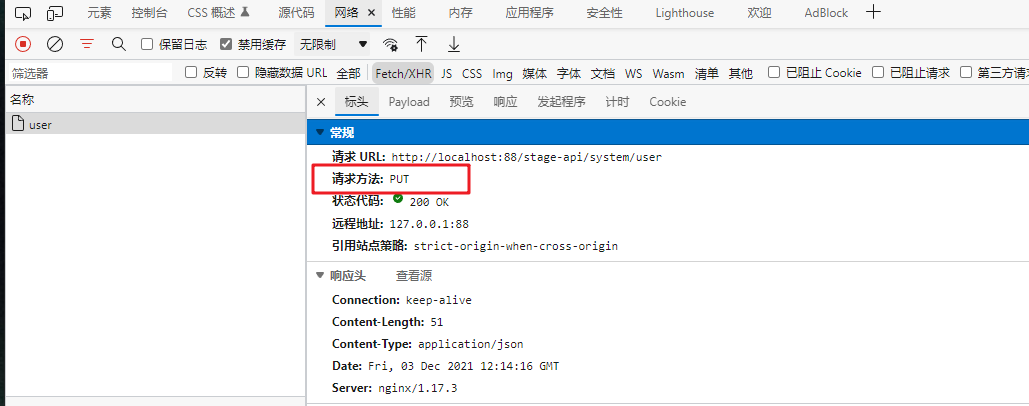 元素 控制台 CSS 概述 源代码 网络 性能 内存 应用程序 安全性 Lighthouse 欢迎 AdBlock
保留日志 禁用缓存 无限制
筛选器 反转 隐藏数据 URL 全部 Fetch/XHR JS CSS Img 媒体 字体 文档 WS Wasm 清单 其他 已阻止 Cookie 已阻止请求 第三方请
名称 标头 Payload 预览 响应 发起程序 计时 Cookie
user
常规
请求 URL: http://localhost:88/stage-api/system/user
请求方法: PUT
状态代码: 200 OK
远程地址: 127.0.0.1:88
引用站点策略: strict-origin-when-cross-origin
响应头 查看源
Connection: keep-alive
Content-Length: 51
Content-Type: application/json
Date: Fri, 03 Dec 2021 12:14:16 GMT
Server: nginx/1.17.3